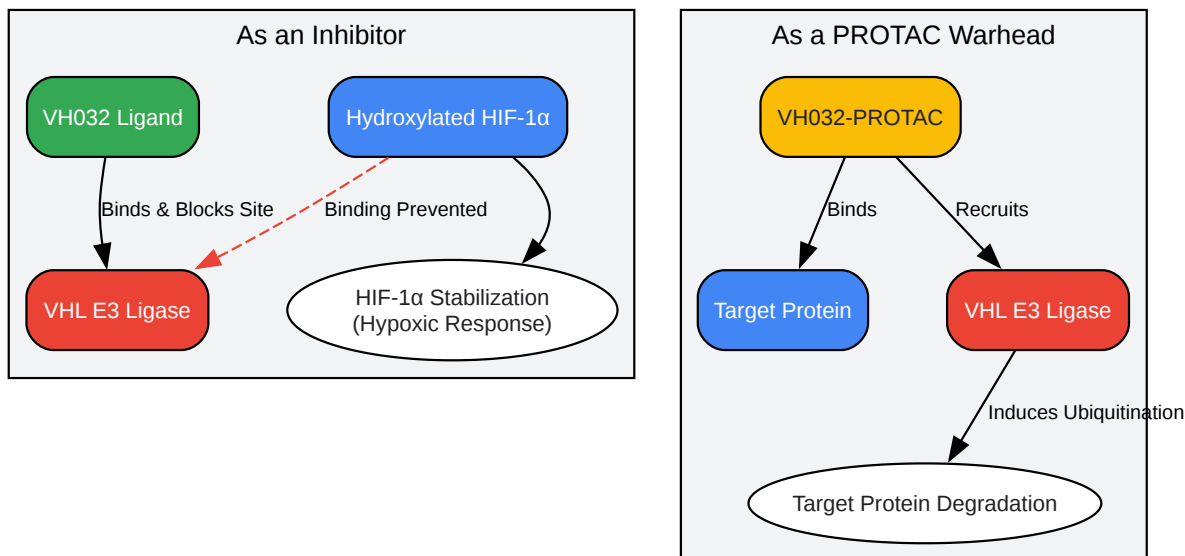 As an Inhibitor
VH032 Ligand
Hydroxylated HIF-1α
Binds & Blocks Site
Binding Prevented
VHL E3 Ligase
HIF-1α Stabilization
(Hypoxic Response)
As a PROTAC Warhead
VH032-PROTAC
Binds
Recruits
Target Protein
VHL E3 Ligase
Induces Ubiquitination
Target Protein Degradation